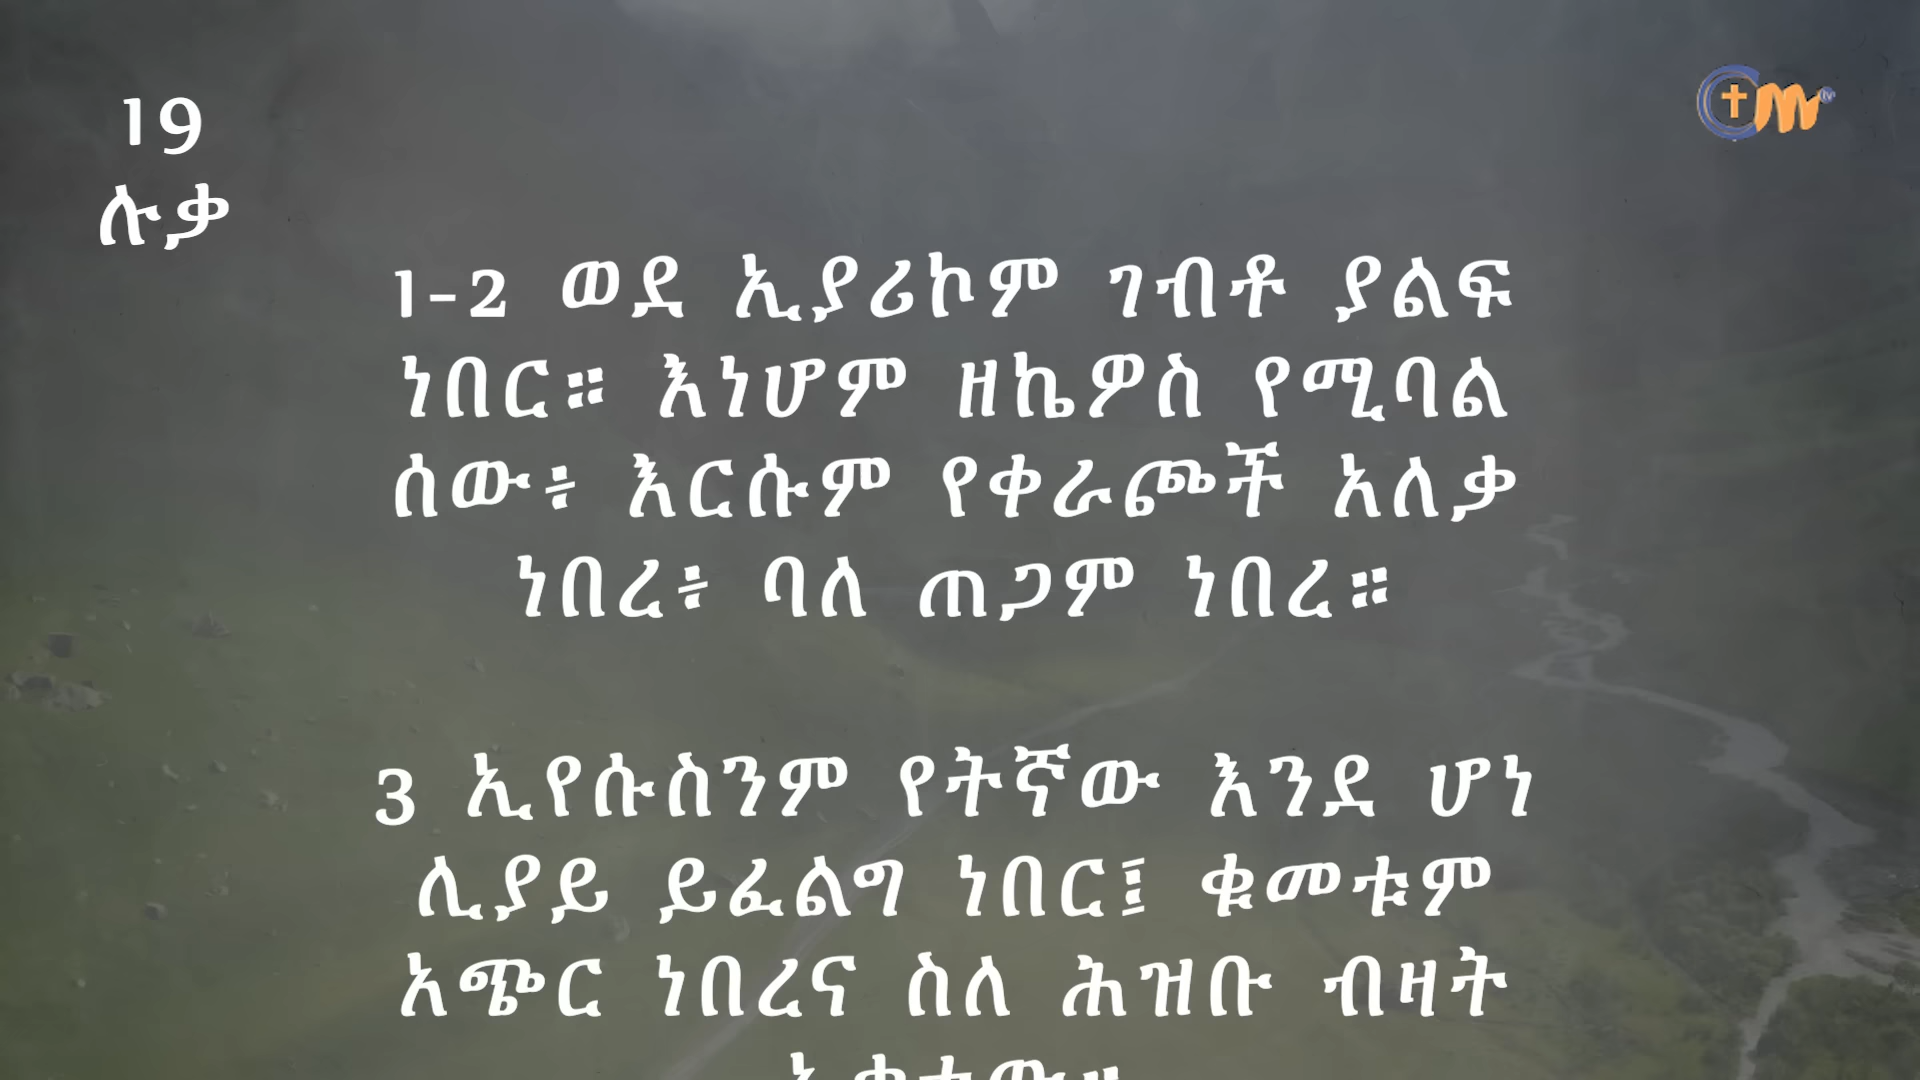 19
ሉቃ
1-2 ወደ ኢያሪኮም ገብቶ ያልፍ
ነበር። እነሆም ዘኬዎስ የሚባል
ሰው፥ እርሱም የቀራጮች አለቃ
ነበረ፥ ባለ ጠጋም ነበረ።
3 ኢየሱስንም የትኛው እንደ ሆነ
ሊያይ ይፈልግ ነበር፤ ቁመቱም
አጭር ነበረና ስለ ሕዝቡ ብዛት